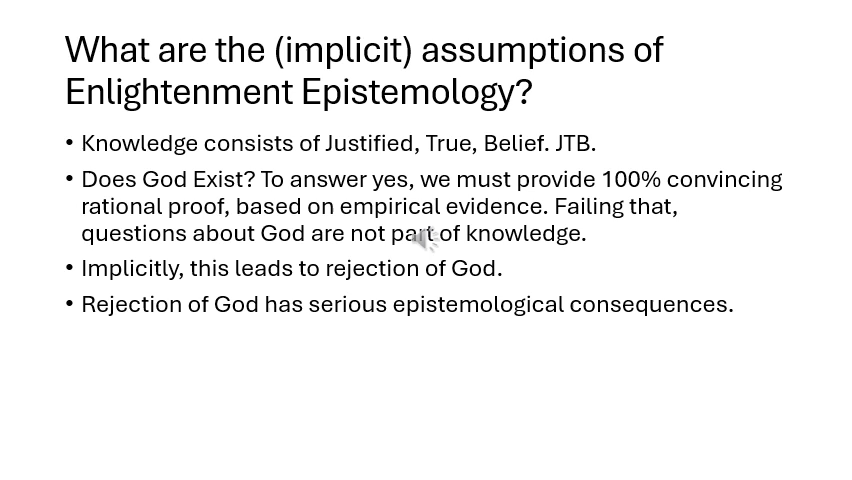 What are the (implicit) assumptions of
Enlightenment Epistemology?
• Knowledge consists of Justified, True, Belief. JTB.
• Does God Exist? To answer yes, we must provide 100% convincing
rational proof, based on empirical evidence. Failing that,
questions about God are not part of knowledge.
• Implicitly, this leads to rejection of God.
• Rejection of God has serious epistemological consequences.